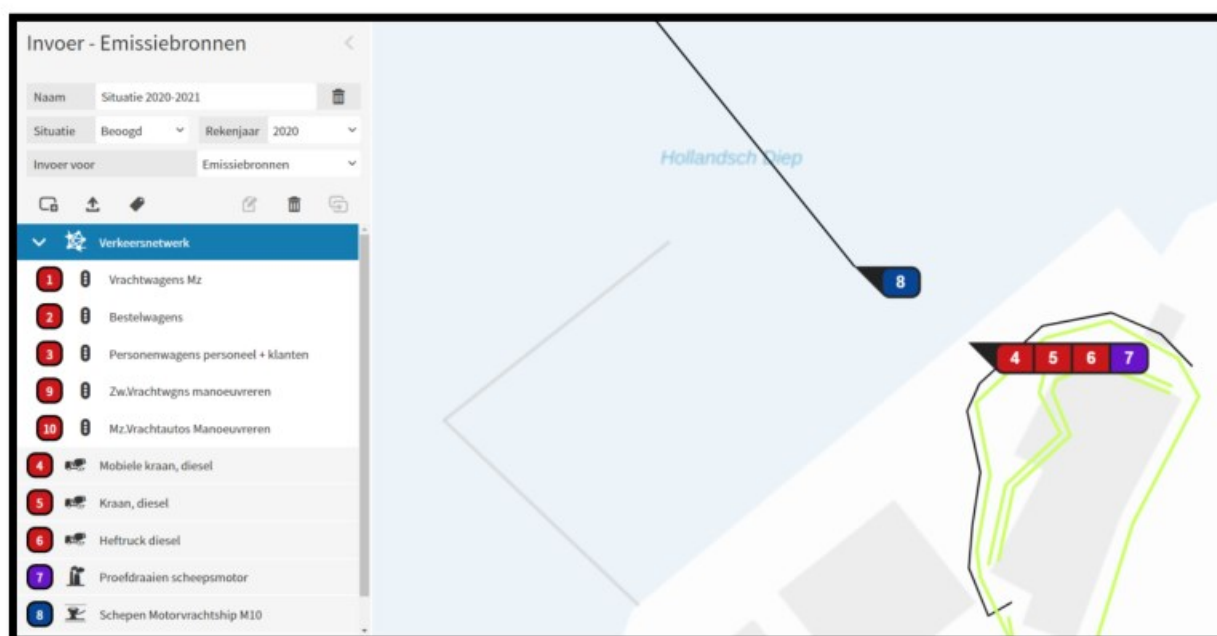 Invoer - Emissiebronnen
Naam Situatie 2020-2021
Situatie Beoogd Rekenjaar 2020
Invoer voor Emissiebronnen
Verkeersnetwerk
1 Vrachtwagens Mz
2 Bestelwagens
3 Personenwagens personeel + klanten
9 Zw.Vrachtwgns manoeuvreren
10 Mz.Vrachtautos Manoeuvreren
4 Mobiele kraan, diesel
5 Kraan, diesel
6 Heftruck diesel
7 Proefdraaien scheepsmotor
8 Schepen Motorvrachtship M10
Hollandsch Diep
8
4 5 6 7